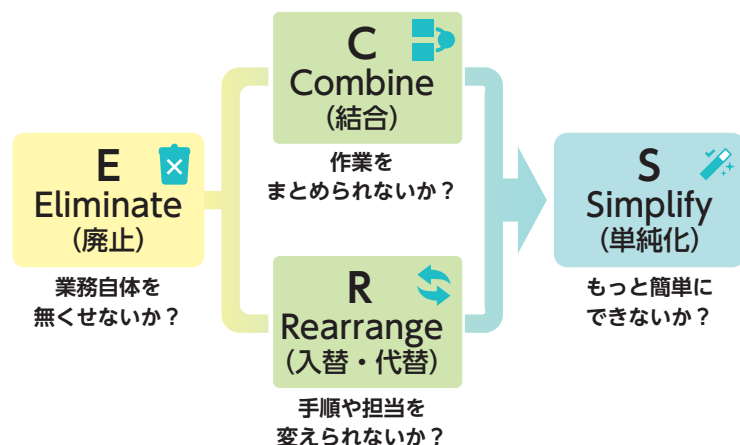 E
Eliminate
（廃止）
業務自体を
無くせないか？
C
Combine
（結合）
作業を
まとめられないか？
R
Rearrange
（入替・代替）
手順や担当を
変えられないか？
S
Simplify
（単純化）
もっと簡単に
できないか？